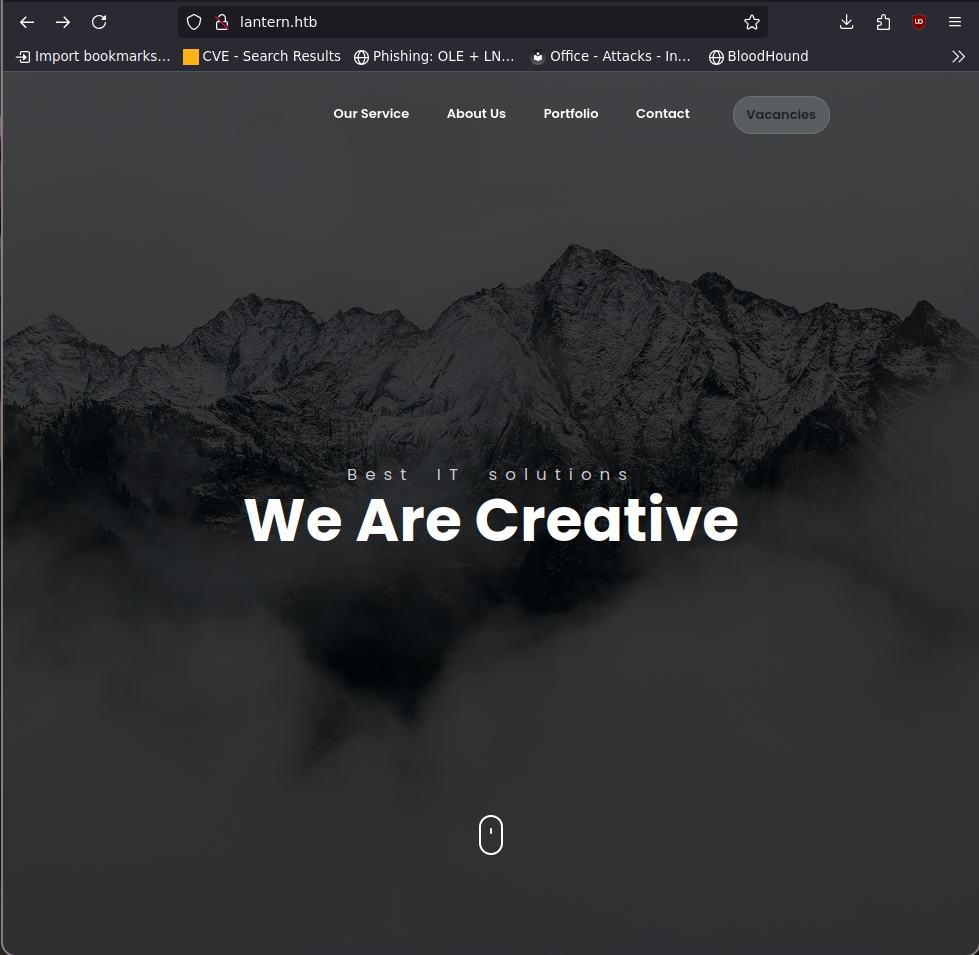 lantern.htb
Import bookmarks... CVE - Search Results Phishing: OLE + LN... Office - Attacks - In... BloodHound
Our Service About Us Portfolio Contact Vacancies
Best IT solutions
We Are Creative